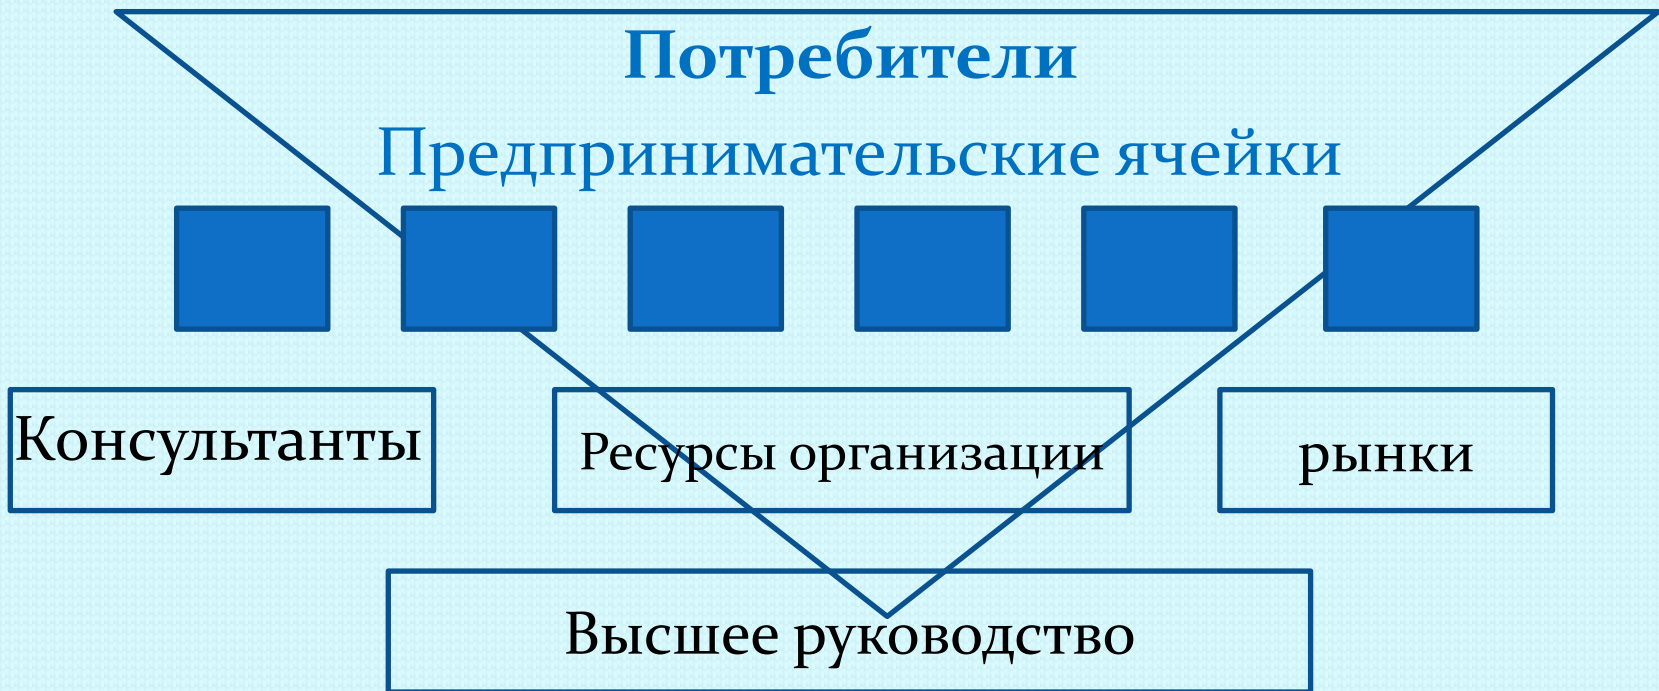 Потребители
Предпринимательские ячейки
Консультанты
Ресурсы организации
рынки
Высшее руководство